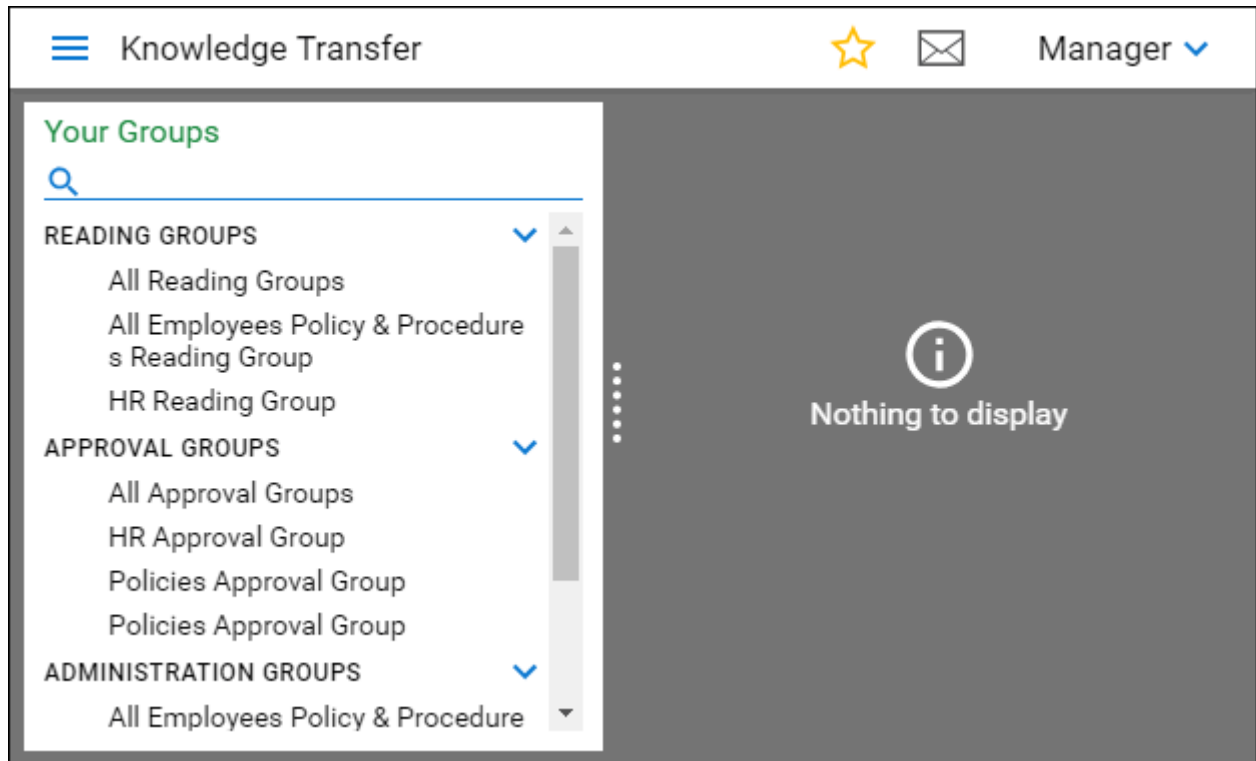 Knowledge Transfer
Manager
Your Groups
READING GROUPS
All Reading Groups
All Employees Policy & Procedure
s Reading Group
HR Reading Group
APPROVAL GROUPS
All Approval Groups
HR Approval Group
Policies Approval Group
Policies Approval Group
ADMINISTRATION GROUPS
All Employees Policy & Procedure
Nothing to display